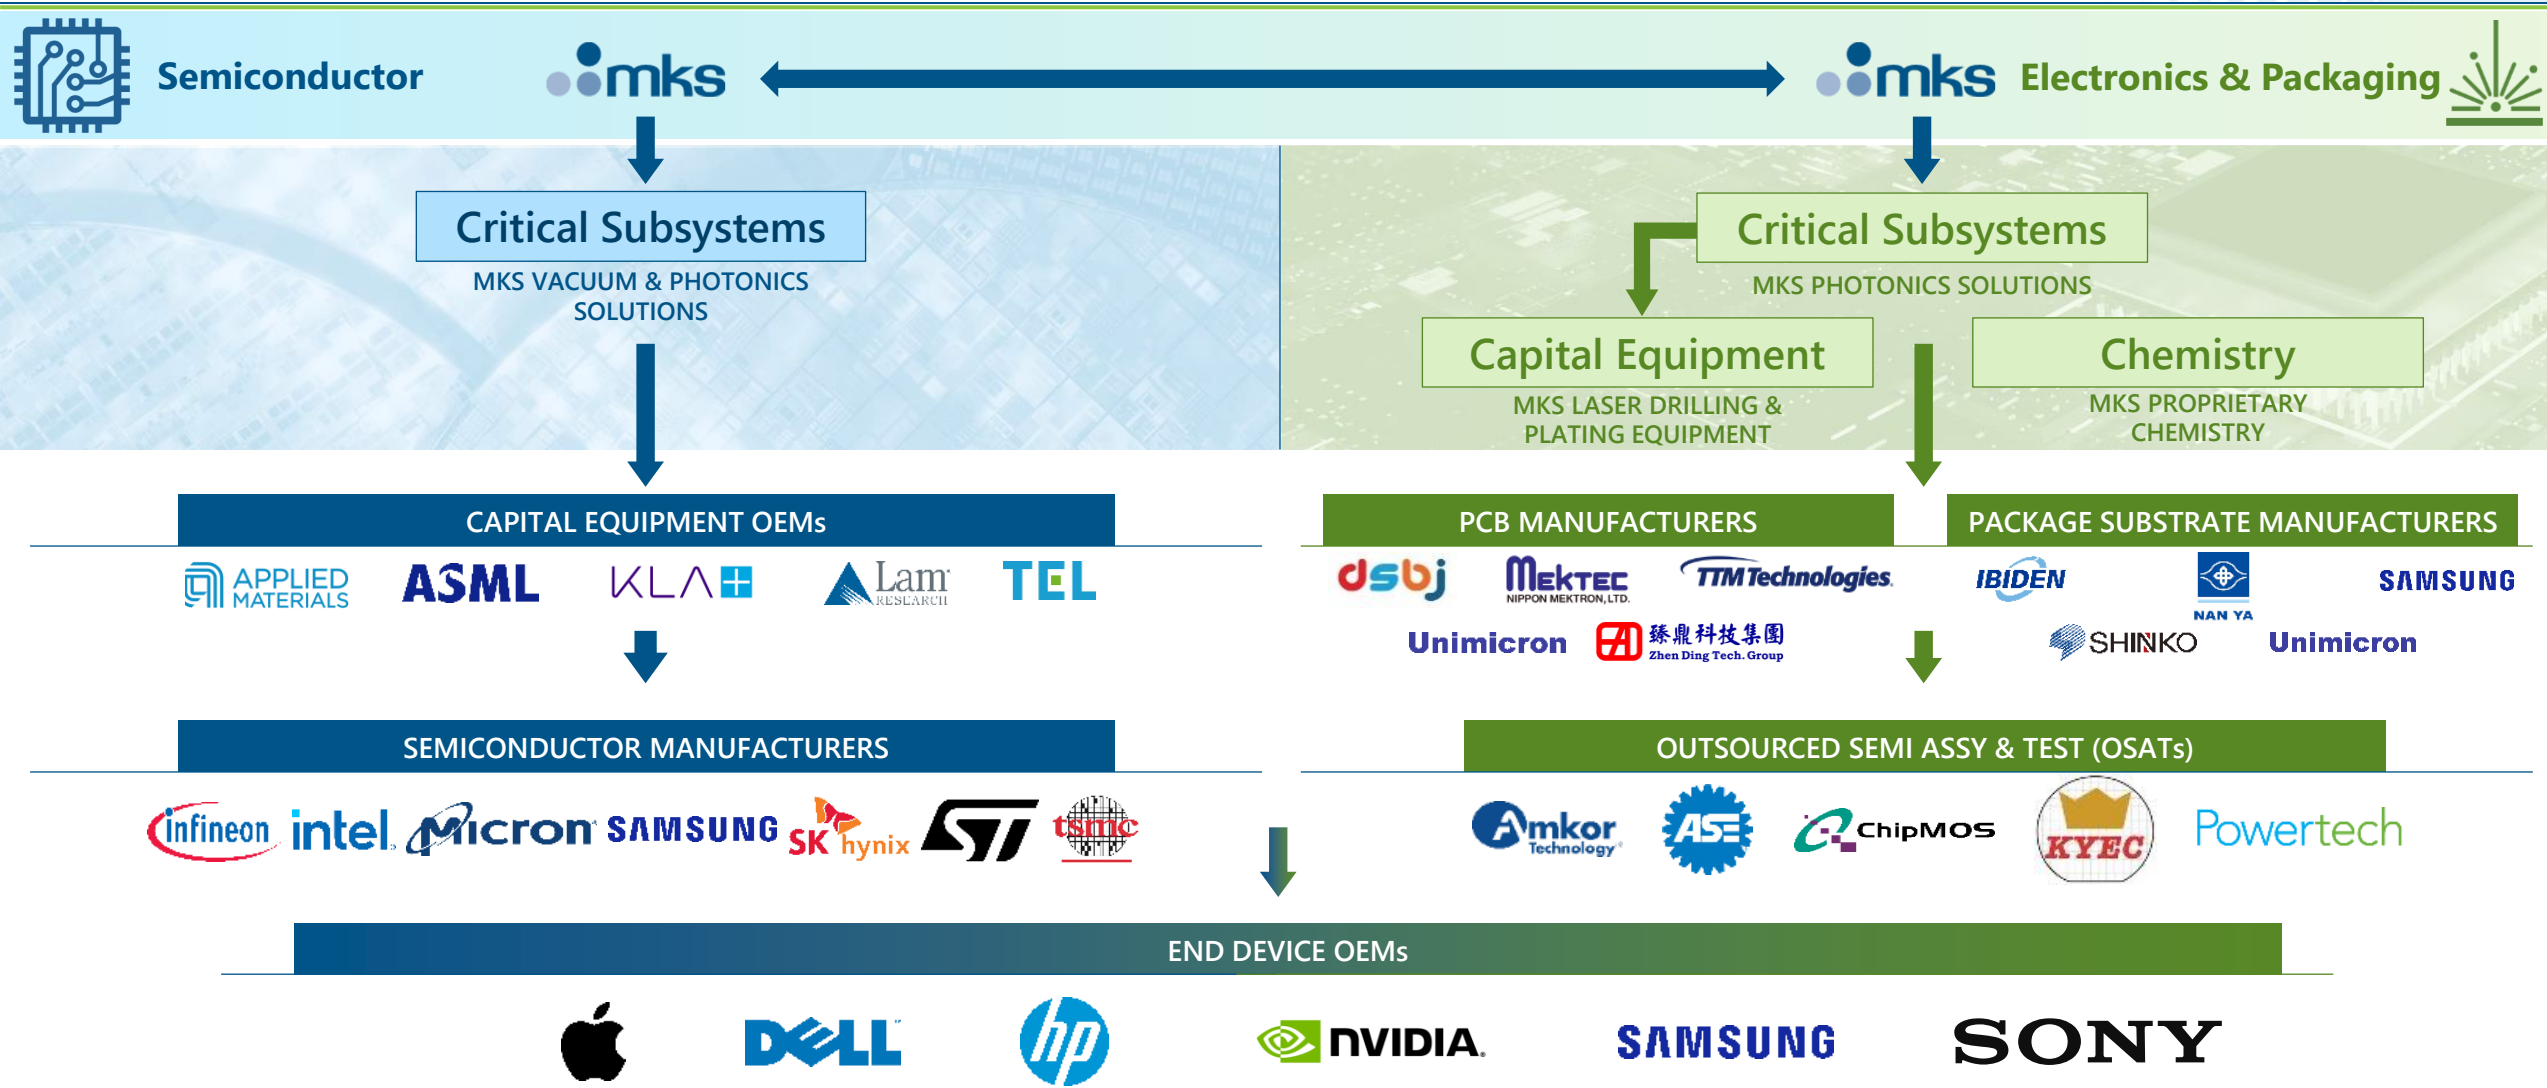 Semiconductor
mks
mks
Electronics & Packaging
Critical Subsystems
MKS VACUUM & PHOTONICS
SOLUTIONS
Critical Subsystems
MKS PHOTONICS SOLUTIONS
Capital Equipment
MKS LASER DRILLING &
PLATING EQUIPMENT
Chemistry
MKS PROPRIETARY
CHEMISTRY
CAPITAL EQUIPMENT OEMs
APPLIED
MATERIALS
ASML
KLA
Lam
RESEARCH
TEL
PCB MANUFACTURERS
dsbj
MEKTEC
NIPPON MEKTRON, LTD.
TTM Technologies.
Unimicron
臻鼎科技集團
Zhen Ding Tech. Group
PACKAGE SUBSTRATE MANUFACTURERS
IBIDEN
NAN YA
SAMSUNG
SHINKO
Unimicron
SEMICONDUCTOR MANUFACTURERS
infineon
intel.
Micron
SAMSUNG
SK
hynix
ST
tsmc
OUTSOURCED SEMI ASSY & TEST (OSATs)
Amkor
Technology
ASE
ChipMOS
KYEC
Powertech
END DEVICE OEMs
DELL
hp
NVIDIA.
SAMSUNG
SONY